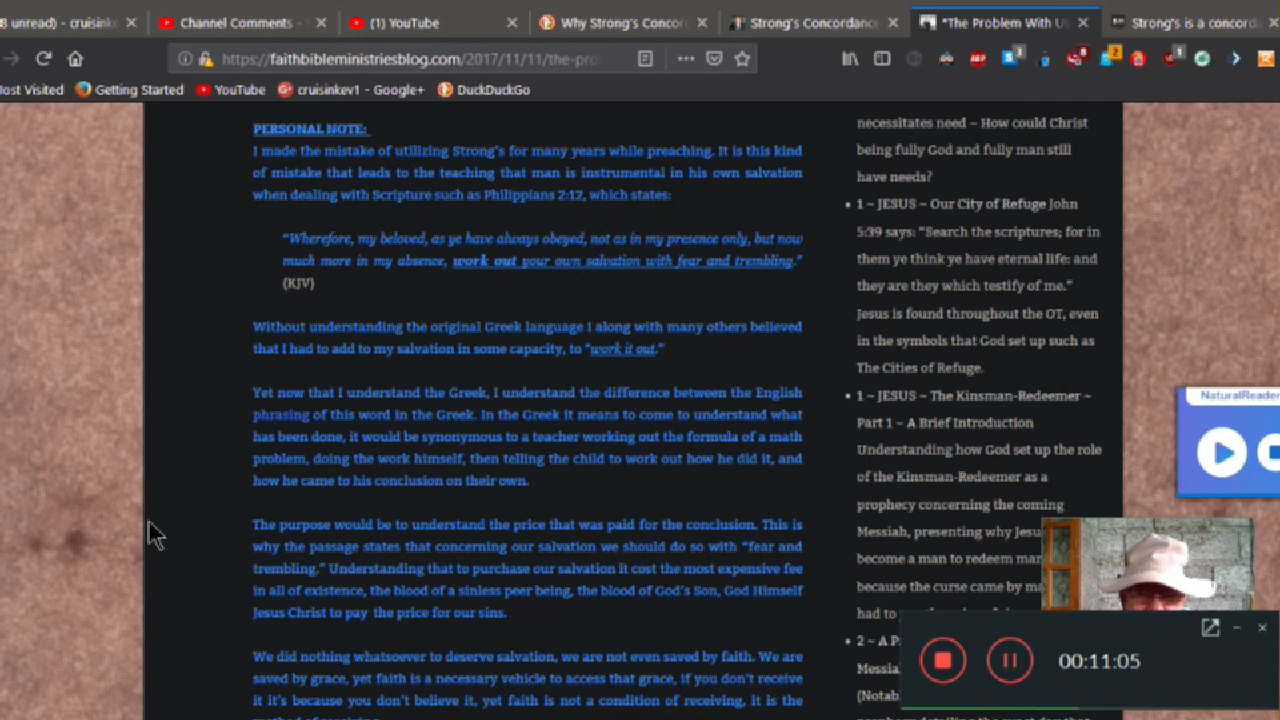 8 unread) - cruisink
Channel Comments -
(1) YouTube
Why Strong's Concor
Strong's Concordance
"The Problem With U
Strong's is a concord
https://faithbibleministriesblog.com/2017/11/11/the-pro
3
8
2
1
ost Visited
Getting Started
YouTube
cruisinkev1 - Google+
DuckDuckGo
PERSONAL NOTE:
I made the mistake of utilizing Strong's for many years while preaching. It is this kind
of mistake that leads to the teaching that man is instrumental in his own salvation
when dealing with Scripture such as Philippians 2:12, which states:
"Wherefore, my beloved, as ye have always obeyed, not as in my presence only, but now
much more in my absence, work out your own salvation with fear and trembling."
(KJV)
Without understanding the original Greek language I along with many others believed
that I had to add to my salvation in some capacity, to "work it out."
Yet now that I understand the Greek, I understand the difference between the English
phrasing of this word in the Greek. In the Greek it means to come to understand what
has been done, it would be synonymous to a teacher working out the formula of a math
problem, doing the work himself, then telling the child to work out how he did it, and
how he came to his conclusion on their own.
The purpose would be to understand the price that was paid for the conclusion. This is
why the passage states that concerning our salvation we should do so with "fear and
trembling." Understanding that to purchase our salvation it cost the most expensive fee
in all of existence, the blood of a sinless peer being, the blood of God's Son, God Himself
Jesus Christ to pay the price for our sins.
We did nothing whatsoever to deserve salvation, we are not even saved by faith. We are
saved by grace, yet faith is a necessary vehicle to access that grace, if you don't receive
it it's because you don't believe it, yet faith is not a condition of receiving, it is the
necessitates need – How could Christ
being fully God and fully man still
have needs?
1 ~ JESUS ~ Our City of Refuge John
5:39 says: "Search the scriptures; for in
them ye think ye have eternal life: and
they are they which testify of me."
Jesus is found throughout the OT, even
in the symbols that God set up such as
The Cities of Refuge.
1 ~ JESUS ~ The Kinsman-Redeemer ~
Part 1 ~ A Brief Introduction
Understanding how God set up the
role of the Kinsman-Redeemer as a
prophecy concerning the coming
Messiah, presenting why Jesu
become a man to redeem ma
because the curse came by m
had to
2 ~ A P
Messia
(Notab
NaturalReader
00:11:05